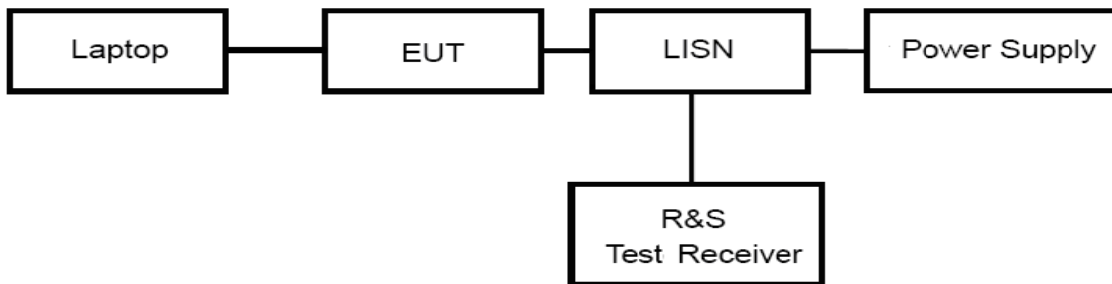 Laptop
EUT
LISN
Power Supply
R&S
Test Receiver